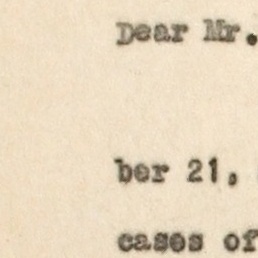 Dear Mr.
ber 21,
cases of